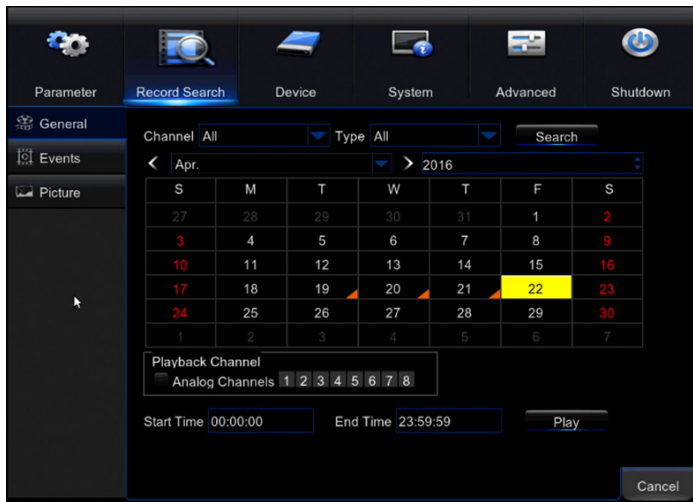 Parameter Record Search Device System Advanced Shutdown
General
Events
Picture
Channel All Type All Search
Apr. 2016
S M T W T F S
27 28 29 30 31 1 2
3 4 5 6 7 8 9
10 11 12 13 14 15 16
17 18 19 20 21 22 23
24 25 26 27 28 29 30
1 2 3 4 5 6 7
Playback Channel
Analog Channels 1 2 3 4 5 6 7 8
Start Time 00:00:00 End Time 23:59:59 Play
Cancel